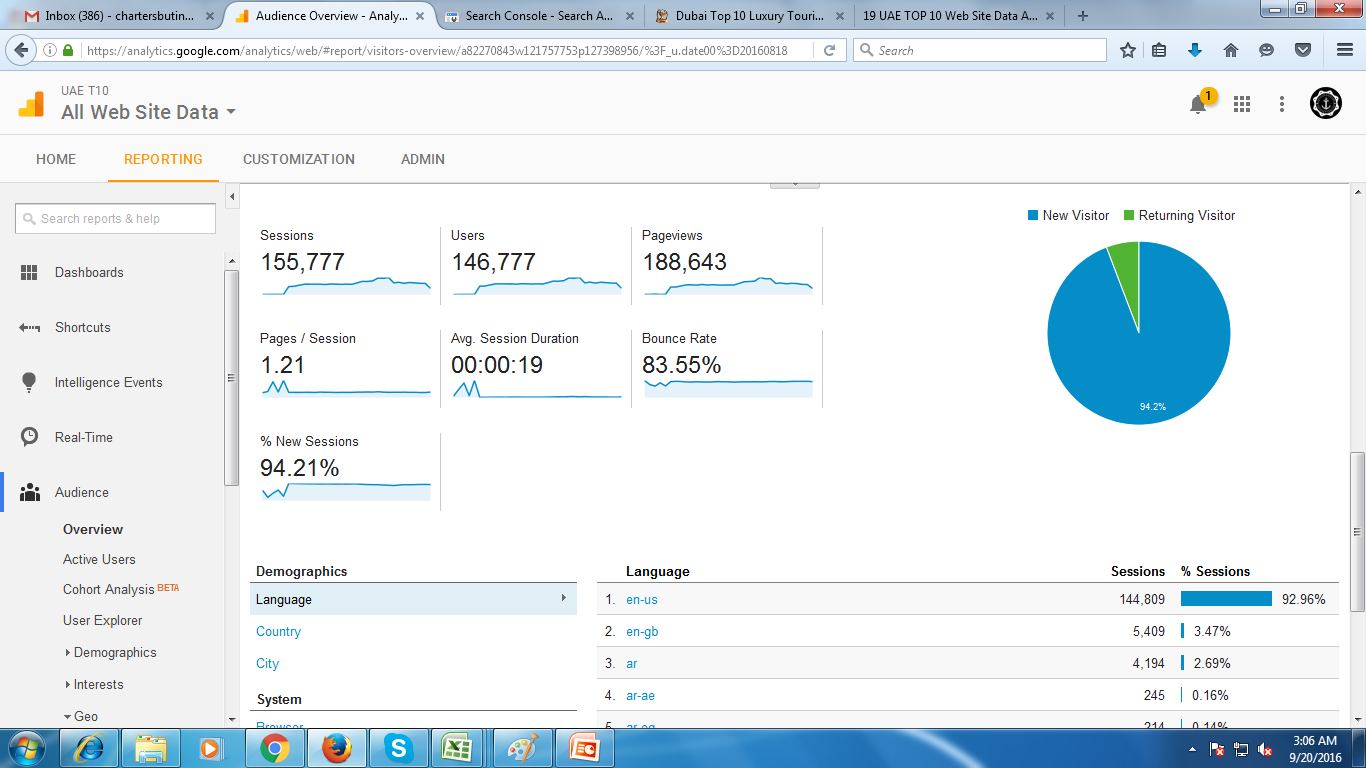 Inbox (386) - chartersbutin...
Audience Overview - Analy...
Search Console - Search A...
Dubai Top 10 Luxury Touri...
19 UAE TOP 10 Web Site Data A...
https://analytics.google.com/analytics/web/#report/visitors-overview/a82270843w121757753p127398956/%3F_u.date00%3D20160818
Search
UAE T10
All Web Site Data
1
HOME
REPORTING
CUSTOMIZATION
ADMIN
Search reports & help
Dashboards
Shortcuts
Intelligence Events
Real-Time
Audience
Overview
Active Users
Cohort Analysis BETA
User Explorer
Demographics
Interests
Geo
Sessions
155,777
Users
146,777
Pageviews
188,643
Pages / Session
1.21
Avg. Session Duration
00:00:19
Bounce Rate
83.55%
% New Sessions
94.21%
New Visitor
Returning Visitor
94.2%
Demographics
Language
Country
City
System
Browser
Language Sessions % Sessions
1. en-us 144,809 92.96%
2. en-gb 5,409 3.47%
3. ar 4,194 2.69%
4. ar-ae 245 0.16%
5. ar-eg 214 0.14%
3:06 AM
9/20/2016